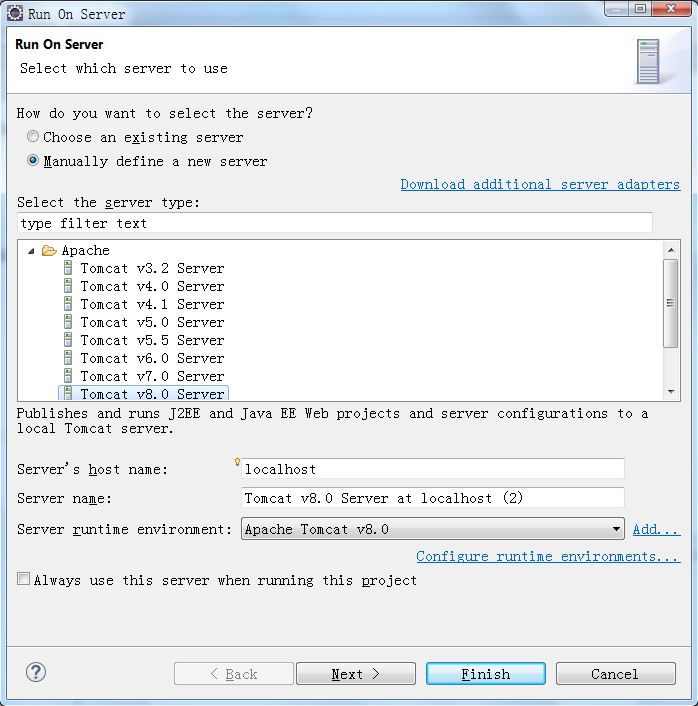 Run On Server
Run On Server
Select which server to use
How do you want to select the server?
Choose an existing server
Manually define a new server
Download additional server adapters
Select the server type:
type filter text
Apache
Tomcat v3.2 Server
Tomcat v4.0 Server
Tomcat v4.1 Server
Tomcat v5.0 Server
Tomcat v5.5 Server
Tomcat v6.0 Server
Tomcat v7.0 Server
Tomcat v8.0 Server
Publishes and runs J2EE and Java EE Web projects and server configurations to a
local Tomcat server.
Server's host name: localhost
Server name: Tomcat v8.0 Server at localhost (2)
Server runtime environment: Apache Tomcat v8.0 Add...
Configure runtime environments...
Always use this server when running this project
? < Back Next > Finish Cancel